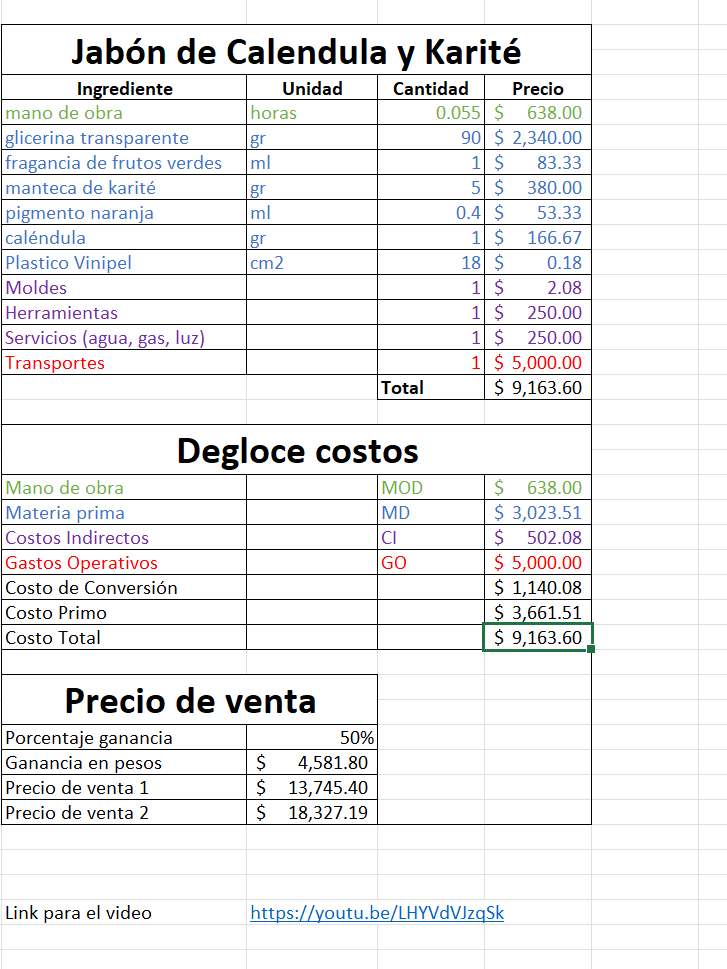 Jabón de Calendula y Karité
Ingrediente Unidad Cantidad Precio
mano de obra horas 0.055 $ 638.00
glicerina transparente gr 90 $ 2,340.00
fragancia de frutos verdes ml 1 $ 83.33
manteca de karité gr 5 $ 380.00
pigmento naranja ml 0.4 $ 53.33
caléndula gr 1 $ 166.67
Plastico Vinipel cm2 18 $ 0.18
Moldes 1 $ 2.08
Herramientas 1 $ 250.00
Servicios (agua, gas, luz) 1 $ 250.00
Transportes 1 $ 5,000.00
Total $ 9,163.60
Degloce costos
Mano de obra MOD $ 638.00
Materia prima MD $ 3,023.51
Costos Indirectos CI $ 502.08
Gastos Operativos GO $ 5,000.00
Costo de Conversión $ 1,140.08
Costo Primo $ 3,661.51
Costo Total $ 9,163.60
Precio de venta
Porcentaje ganancia 50%
Ganancia en pesos $ 4,581.80
Precio de venta 1 $ 13,745.40
Precio de venta 2 $ 18,327.19
Link para el video https://youtu.be/LHYVdVJzqSk